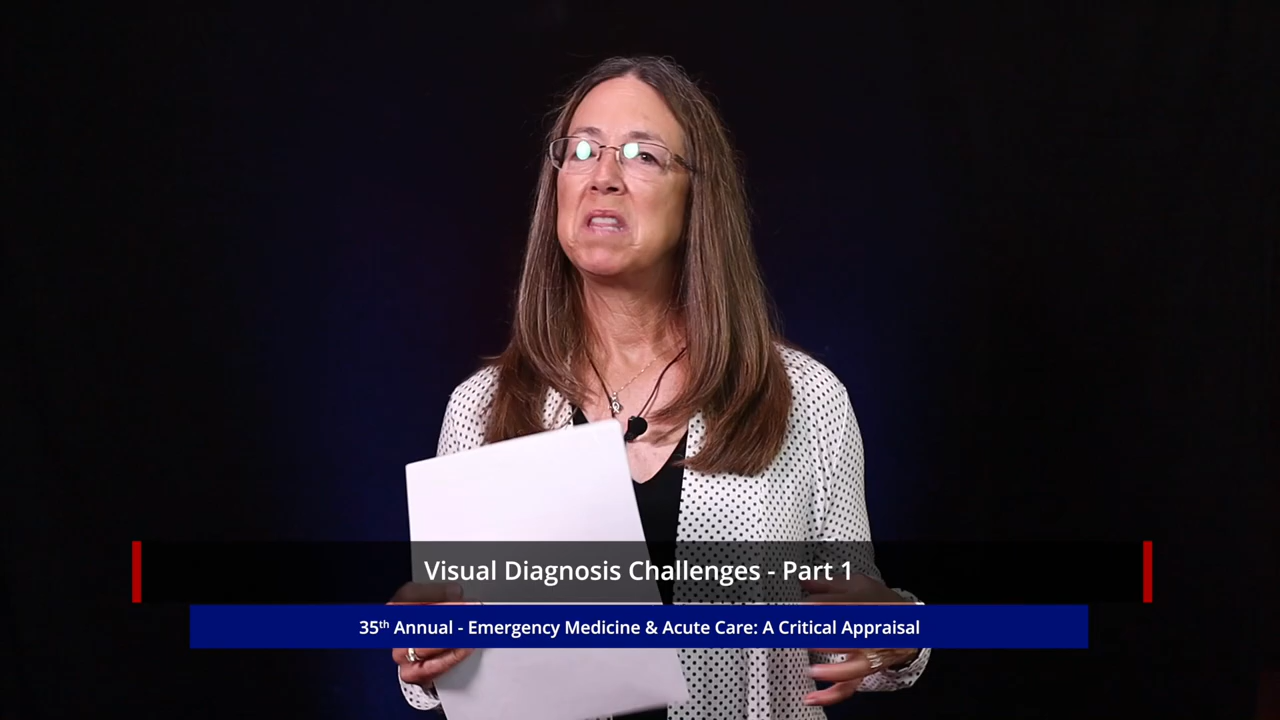 Visual Diagnosis Challenges - Part 1
35th Annual - Emergency Medicine & Acute Care: A Critical Appraisal